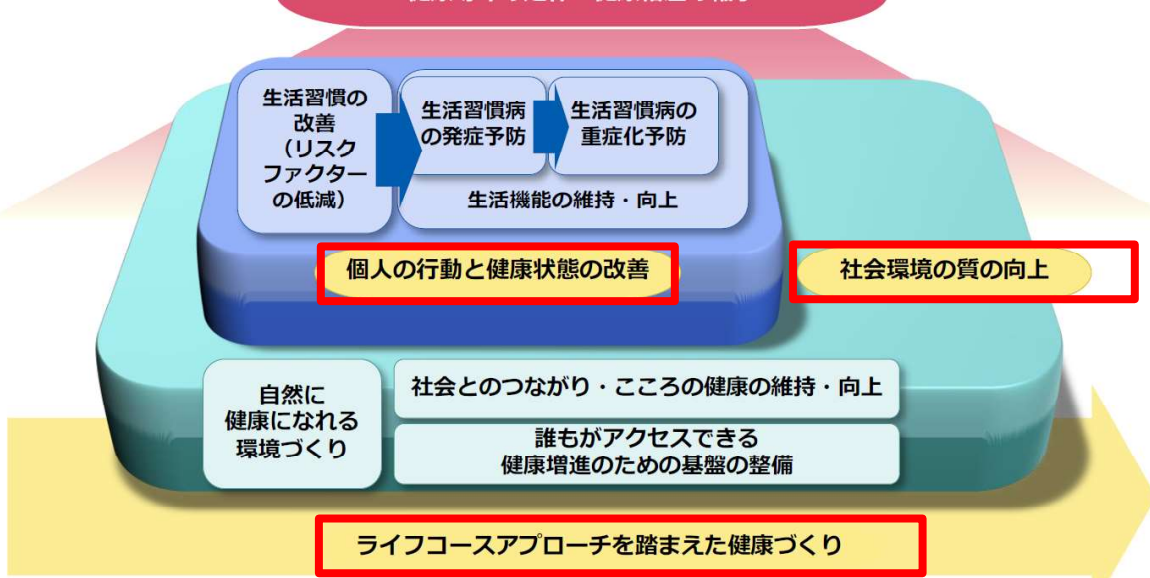 生活習慣の
改善
（リスク
ファクター
の低減）
生活習慣病
の発症予防
生活習慣病の
重症化予防
生活機能の維持・向上
個人の行動と健康状態の改善
社会環境の質の向上
自然に
健康になれる
環境づくり
社会とのつながり・こころの健康の維持・向上
誰もがアクセスできる
健康増進のための基盤の整備
ライフコースアプローチを踏まえた健康づくり